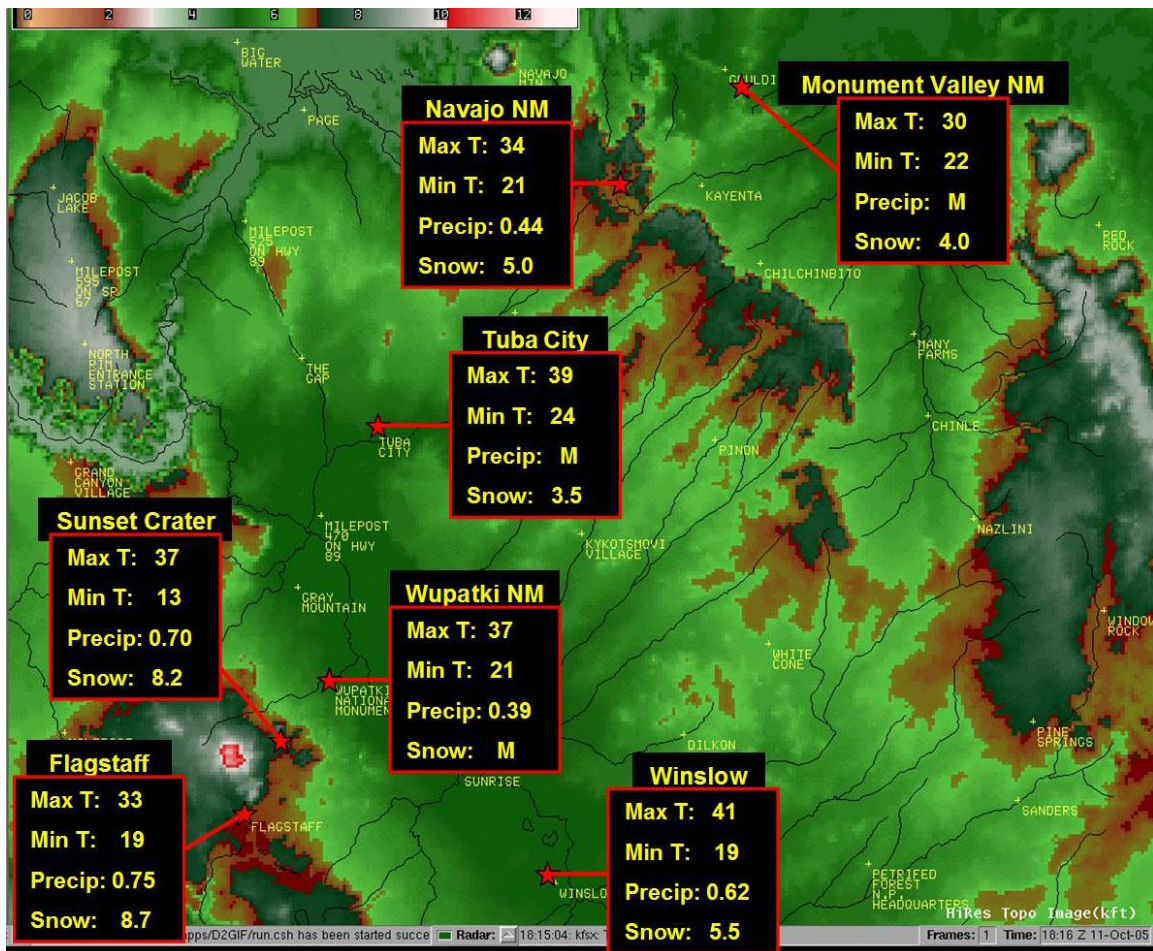 0 2 4 6 8 10 12
BIG
WATER
NAVAJO
MTN
PAGE
GOULDI
Monument Valley NM
Max T: 30
Min T: 22
Precip: M
Snow: 4.0
Navajo NM
Max T: 34
Min T: 21
Precip: 0.44
Snow: 5.0
JACOB
LAKE
KAYENTA
MILEPOST
525
ON HWY
89
RED
ROCK
MILEPOST
595
ON SR
67
CHILCHINBITO
Tuba City
Max T: 39
Min T: 24
Precip: M
Snow: 3.5
NORTH
RIM
ENTRANCE
STATION
THE
GAP
MANY
FARMS
TUBA
CITY
CHINLE
PINON
GRAND
CANYON
VILLAGE
Sunset Crater
Max T: 37
Min T: 13
Precip: 0.70
Snow: 8.2
MILEPOST
470
ON HWY
89
KYKOTSMOVI
VILLAGE
NAZLINI
GRAY
MOUNTAIN
Wupatki NM
Max T: 37
Min T: 21
Precip: 0.39
Snow: M
WINDOW
ROCK
WHITE
CONE
WUPATKI
NATIONAL
MONUMEN
PINE
SPRINGS
DILKON
Flagstaff
Max T: 33
Min T: 19
Precip: 0.75
Snow: 8.7
SUNRISE
Winslow
Max T: 41
Min T: 19
Precip: 0.62
Snow: 5.5
SANDERS
FLAGSTAFF
WINSLO
PETRIFED
FOREST
N.P.
HEADQUARTERS
HiRes Topo Image(kft)
apps/D2GIF/run.csh has been started succe Radar: 18:15:04: kfsx: Frames: 1 Time: 18:16 Z 11-Oct-05